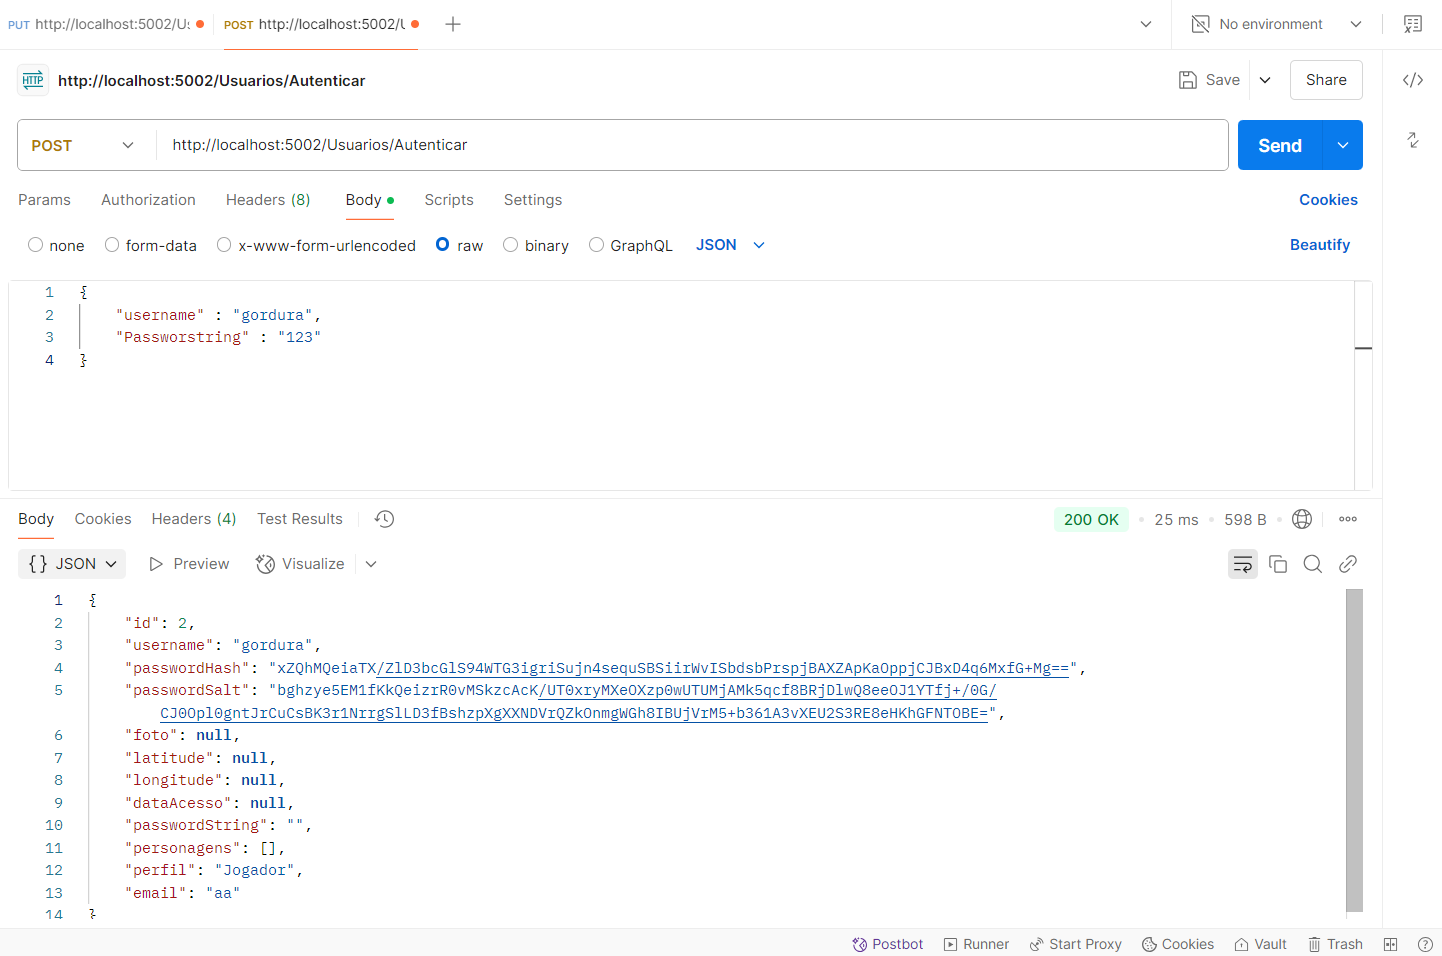 PUT http://localhost:5002/Us
POST http://localhost:5002/U
No environment
HTTP http://localhost:5002/Usuarios/Autenticar
Save
Share
POST http://localhost:5002/Usuarios/Autenticar
Send
Params Authorization Headers (8) Body Scripts Settings Cookies
none form-data x-www-form-urlencoded raw binary GraphQL JSON Beautify
1 {
2 "username" : "gordura",
3 "Passworstring" : "123"
4 }
Body Cookies Headers (4) Test Results 200 OK 25 ms 598 B
{} JSON Preview Visualize
1 {
2 "id": 2,
3 "username": "gordura",
4 "passwordHash": "xZQhMQeiaTX/ZlD3bcGlS94WTG3igriSujn4sequSBSiirWvISbdsbPrspjBAXZApKaOppjCJBxD4q6MxfG+Mg==",
5 "passwordSalt": "bghzye5EM1fKkQeizrR0vMSkzcAcK/UT0xryMXeOXzp0wUTUMjAMk5qcf8BRjDlwQ8eeOJ1YTfj+/0G/
CJ0Opl0gntJrCuCsBK3r1NrrgSlLD3fBshzpXgXXNDVrQZkOnmgWGh8IBUjVrM5+b361A3vXEU2S3RE8eHKhGFNTOBE=",
6 "foto": null,
7 "latitude": null,
8 "longitude": null,
9 "dataAcesso": null,
10 "passwordString": "",
11 "personagens": [],
12 "perfil": "Jogador",
13 "email": "aa"
14 }
Postbot Runner Start Proxy Cookies Vault Trash